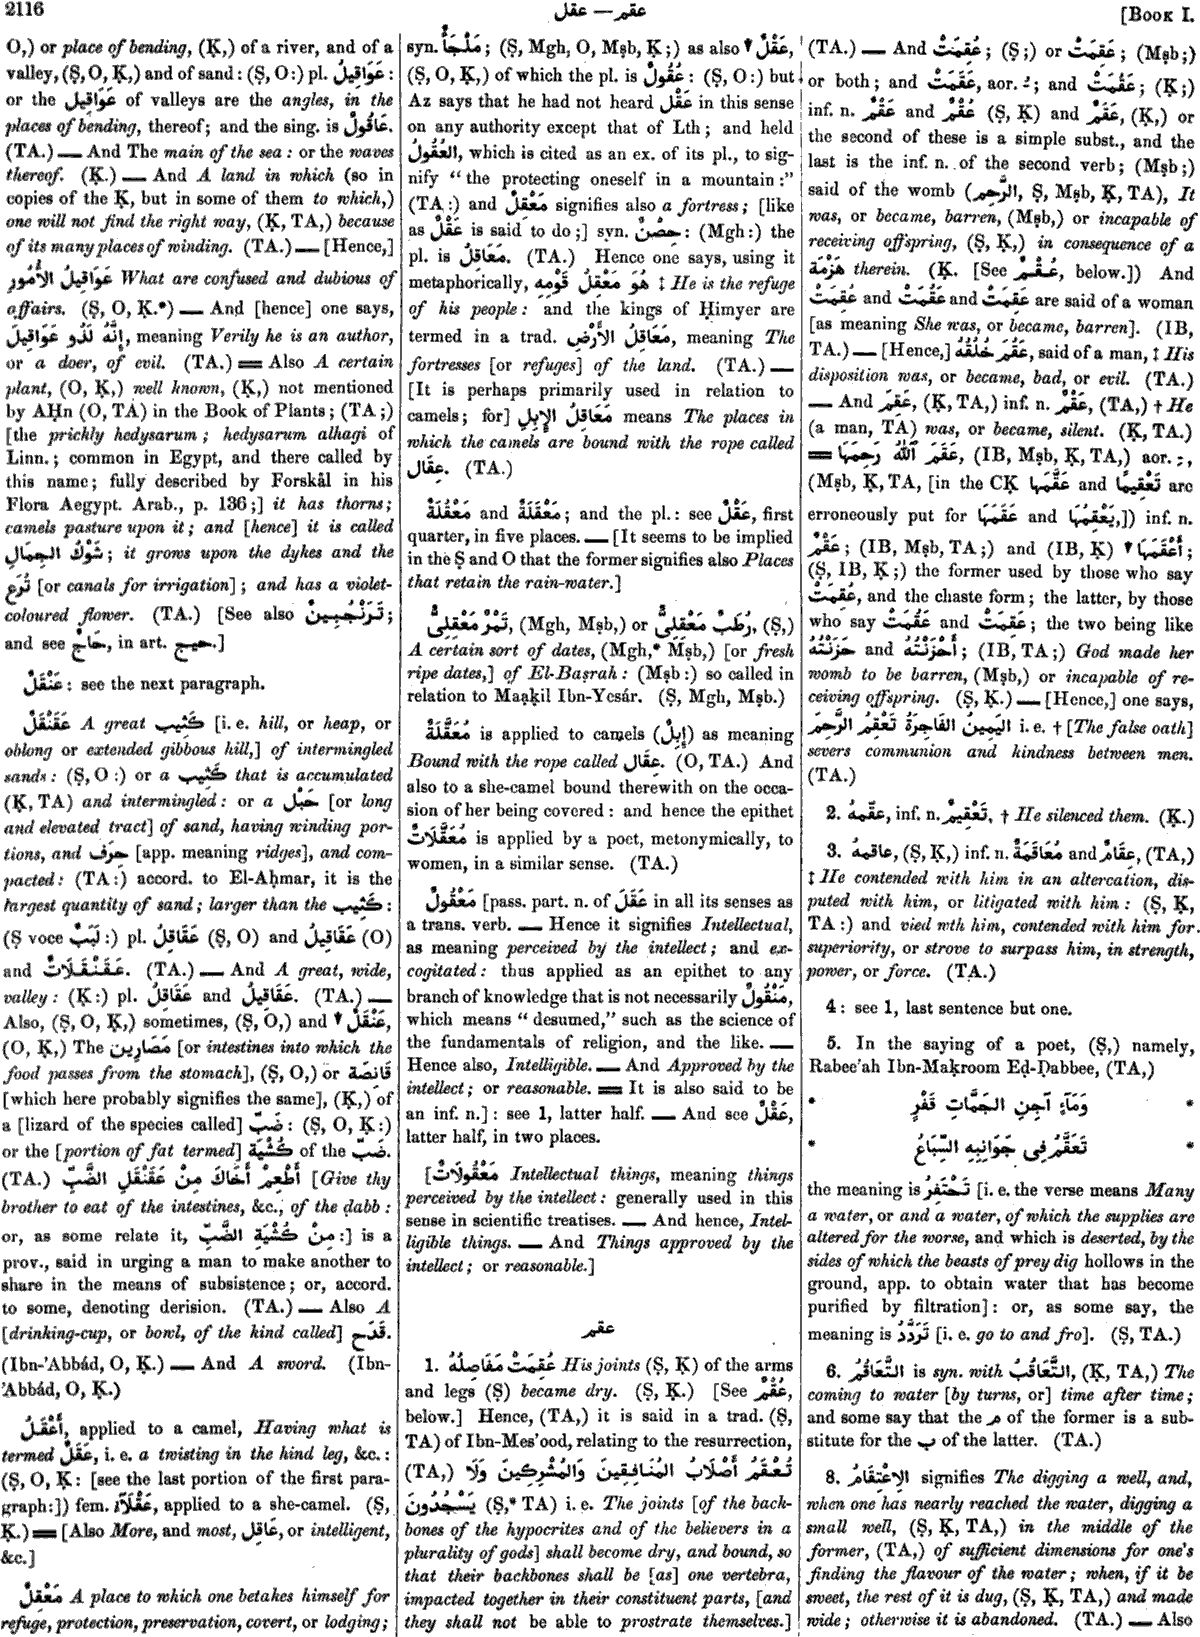 2116
عقم — عقل
[BOOK I.
O,) or place of bending, (Ḳ,) of a river, and of a
valley, (Ṣ, O, Ḳ,) and of sand: (Ṣ, O:) pl. عَوَاقِيلُ:
or the عَوَاقِيل of valleys are the angles, in the
places of bending, thereof; and the sing. is عَاقُولٌ.
(TA.) — And The main of the sea: or the waves
thereof. (Ḳ.) — And A land in which (so in
copies of the Ḳ, but in some of them to which,)
one will not find the right way, (Ḳ, TA,) because
of its many places of winding. (TA.) — [Hence,]
عَوَاقِيلُ الأُمُورِ What are confused and dubious of
affairs. (Ṣ, O, Ḳ.*) — And [hence] one says,
إِنَّهُ لَذُو عَوَاقِيلَ, meaning Verily he is an author,
or a doer, of evil. (TA.) = Also A certain
plant, (O, Ḳ,) well known, (Ḳ,) not mentioned
by AḤn (O, TA) in the Book of Plants; (TA;)
[the prickly hedysarum; hedysarum alhagi of
Linn.; common in Egypt, and there called by
this name; fully described by Forskål in his
Flora Aegypt. Arab., p. 136;] it has thorns;
camels pasture upon it; and [hence] it is called
شَوْكُ الجِمَالِ; it grows upon the dykes and the
تُرَع [or canals for irrigation]; and has a violet-
coloured flower. (TA.) [See also تَرَنْجُبِينٌ;
and see حَاجٌ, in art. حيج.]
عَنْقَلٌ: see the next paragraph.
عَقَنْقَلٌ A great كَثِيب [i. e. hill, or heap, or
oblong or extended gibbous hill,] of intermingled
sands: (Ṣ, O:) or a كَثِيب that is accumulated
(Ḳ, TA) and intermingled: or a حَبْل [or long
and elevated tract] of sand, having winding por-
tions, and حِرَف [app. meaning ridges], and com-
pacted: (TA:) accord. to El-Aḥmar, it is the
largest quantity of sand; larger than the كَثِيب:
(Ṣ voce لَبَبٌ:) pl. عَقَاقِلُ (Ṣ, O) and عَقَاقِيلُ (O)
and عَقَنْقَلَاتٌ. (TA.) — And A great, wide,
valley: (Ḳ:) pl. عَقَاقِلُ and عَقَاقِيلُ. (TA.) —
Also, (Ṣ, O, Ḳ,) sometimes, (Ṣ, O,) and ▼ عَنْقَلٌ,
(O, Ḳ,) The مَصَارِين [or intestines into which the
food passes from the stomach], (Ṣ, O,) or قَانِصَة
[which here probably signifies the same], (Ḳ,) of
a [lizard of the species called] ضَبّ: (Ṣ, O, Ḳ:)
or the [portion of fat termed] كُشْيَة of the ضَبّ.
(TA.) أَطْعِمْ أَخَاكَ مِنْ عَقَنْقَلِ الضَّبِّ [Give thy
brother to eat of the intestines, &c., of the ḍabb:
or, as some relate it, مِنْ كُشْيَةِ الضَّبِّ:] is a
prov., said in urging a man to make another to
share in the means of subsistence; or, accord.
to some, denoting derision. (TA.) — Also A
[drinking-cup, or bowl, of the kind called] قَدَح.
(Ibn-'Abbád, O, Ḳ.) — And A sword. (Ibn-
'Abbád, O, Ḳ.)
أَعْقَلُ, applied to a camel, Having what is
termed عَقَلٌ, i. e. a twisting in the hind leg, &c.:
(Ṣ, O, Ḳ: [see the last portion of the first para-
graph:]) fem. عَقْلَآءُ, applied to a she-camel. (Ṣ,
Ḳ.) = [Also More, and most, عَاقِل, or intelligent,
&c.]
مَعْقِلٌ A place to which one betakes himself for
refuge, protection, preservation, covert, or lodging;
syn. مَلْجَأٌ; (Ṣ, Mgh, O, Mṣb, Ḳ;) as also ▼ عَقْلٌ,
(Ṣ, O, Ḳ,) of which the pl. is عُقُولٌ: (Ṣ, O:) but
Az says that he had not heard عَقْل in this sense
on any authority except that of Lth; and held
العُقُولُ, which is cited as an ex. of its pl., to sig-
nify "the protecting oneself in a mountain:"
(TA:) and مَعْقِلٌ signifies also a fortress; [like
as عَقْلٌ is said to do;] syn. حِصْنٌ: (Mgh:) the
pl. is مَعَاقِلُ. (TA.) Hence one says, using it
metaphorically, هُوَ مَعْقِلُ قَوْمِهِ ‡ He is the refuge
of his people: and the kings of Ḥimyer are
termed in a trad. مَعَاقِلُ الأَرْضِ, meaning The
fortresses [or refuges] of the land. (TA.) —
[It is perhaps primarily used in relation to
camels; for] مَعَاقِلُ الإِبِلِ means The places in
which the camels are bound with the rope called
عِقَال. (TA.)
مَعْقُلَةٌ and مَعْقَلَةٌ; and the pl.: see عَقْلٌ, first
quarter, in five places. — [It seems to be implied
in the Ṣ and O that the former signifies also Places
that retain the rain-water.]
تَمْرٌ مَعْقِلِىٌّ, (Mgh, Mṣb,) or رُطَبٌ مَعْقِلِىٌّ, (Ṣ,)
A certain sort of dates, (Mgh,* Mṣb,) [or fresh
ripe dates,] of El-Baṣrah: (Mṣb:) so called in
relation to Maạḳil Ibn-Yesár. (Ṣ, Mgh, Mṣb.)
مُعَقَّلَةٌ is applied to camels (إِبِلٌ) as meaning
Bound with the rope called عِقَال. (O, TA.) And
also to a she-camel bound therewith on the occa-
sion of her being covered: and hence the epithet
مُعَقَّلَاتٌ is applied by a poet, metonymically, to
women, in a similar sense. (TA.)
مَعْقُولٌ [pass. part. n. of عَقَلَ in all its senses as
a trans. verb. — Hence it signifies Intellectual,
as meaning perceived by the intellect; and ex-
cogitated: thus applied as an epithet to any
branch of knowledge that is not necessarily مَنْقُولٌ,
which means "desumed," such as the science of
the fundamentals of religion, and the like. —
Hence also, Intelligible. — And Approved by the
intellect; or reasonable. = It is also said to be
an inf. n.]: see 1, latter half. — And see عَقْلٌ,
latter half, in two places.
[مَعْقُولَاتٌ Intellectual things, meaning things
perceived by the intellect: generally used in this
sense in scientific treatises. — And hence, Intel-
ligible things. — And Things approved by the
intellect; or reasonable.]
عقم
1. عُقِمَتْ مَفَاصِلُهُ His joints (Ṣ, Ḳ) of the arms
and legs (Ṣ) became dry. (Ṣ, Ḳ.) [See عُقْمٌ,
below.] Hence, (TA,) it is said in a trad. (Ṣ,
TA) of Ibn-Mes'ood, relating to the resurrection,
(TA,) تُعْقَمُ أَصْلَابُ المُنَافِقِينَ وَالمُشْرِكِينَ وَلَا
يَسْجُدُونَ (Ṣ,* TA) i. e. The joints [of the back-
bones of the hypocrites and of the believers in a
plurality of gods] shall become dry, and bound, so
that their backbones shall be [as] one vertebra,
impacted together in their constituent parts, [and
they shall not be able to prostrate themselves.]
(TA.) — And عَقِمَتْ; (Ṣ;) or عَقِمَتْ; (Mṣb;)
or both; and عَقَمَتْ, aor. ـُ; and عَقُمَتْ; (Ḳ;)
inf. n. عَقْمٌ and عُقْمٌ (Ṣ, Ḳ) and عَقَمٌ, (Ḳ,) or
the second of these is a simple subst., and the
last is the inf. n. of the second verb; (Mṣb;)
said of the womb (الرَّحِم, Ṣ, Mṣb, Ḳ, TA), It
was, or became, barren, (Mṣb,) or incapable of
receiving offspring, (Ṣ, Ḳ,) in consequence of a
هَزْمَة therein. (Ḳ. [See عُقْمٌ, below.]) And
عُقِمَتْ and عَقُمَتْ and عَقِمَتْ are said of a woman
[as meaning She was, or became, barren]. (IB,
TA.) — [Hence,] عَقُمَ خُلُقُهُ, said of a man, ‡ His
disposition was, or became, bad, or evil. (TA.)
— And عَقِمَ, (Ḳ, TA,) inf. n. عَقَمٌ, (TA,) † He
(a man, TA) was, or became, silent. (Ḳ, TA.)
= عَقَمَ ٱللّٰهُ رَحِمَهَا, (IB, Mṣb, Ḳ, TA,) aor. ـِ,
(Mṣb, Ḳ, TA, [in the CḲ عَقَّمَها and تَعْقِيمًا are
erroneously put for عَقَمَهَا and يَعْقِمُهَا,]) inf. n.
عَقْمٌ; (IB, Mṣb, TA;) and (IB, Ḳ) ▼ أَعْقَمَهَا;
(Ṣ, IB, Ḳ;) the former used by those who say
عُقِمَتْ, and the chaste form; the latter, by those
who say عَقِمَتْ and عَقُمَتْ; the two being like
حَزَنْتُهُ and أَحْزَنْتُهُ; (IB, TA;) God made her
womb to be barren, (Mṣb,) or incapable of re-
ceiving offspring. (Ṣ, Ḳ.) — [Hence,] one says,
اليَمِينُ الفَاجِرَةُ تَعْقِمُ الرَّحِمَ i. e. † [The false oath]
severs communion and kindness between men.
(TA.)
2. عقّمهُ, inf. n. تَعْقِيمٌ, † He silenced them. (Ḳ.)
3. عاقمهُ, (Ṣ, Ḳ,) inf. n. مُعَاقَمَةٌ and عِقَامٌ, (TA,)
‡ He contended with him in an altercation, dis-
puted with him, or litigated with him: (Ṣ, Ḳ,
TA:) and vied wth him, contended with him for
superiority, or strove to surpass him, in strength,
power, or force. (TA.)
4: see 1, last sentence but one.
5. In the saying of a poet, (Ṣ,) namely,
Rabee'ah Ibn-Maḳroom Eḍ-Ḍabbee, (TA,)
* وَمَآءٍ آجِنِ الجَمَّاتِ قَفْرٍ *
* تَعَقَّمُ فِى جَوَانِبِهِ السِّبَاعُ *
the meaning is تَحْتَفِرُ [i. e. the verse means Many
a water, or and a water, of which the supplies are
altered for the worse, and which is deserted, by the
sides of which the beasts of prey dig hollows in the
ground, app. to obtain water that has become
purified by filtration]: or, as some say, the
meaning is تَرَدَّدُ [i. e. go to and fro]. (Ṣ, TA.)
6. التَّعَاقُمُ is syn. with التَّعَاقُبُ, (Ḳ, TA,) The
coming to water [by turns, or] time after time;
and some say that the م of the former is a sub-
stitute for the ب of the latter. (TA.)
8. الاِعْتِقَامُ signifies The digging a well, and,
when one has nearly reached the water, digging a
small well, (Ṣ, Ḳ, TA,) in the middle of the
former, (TA,) of sufficient dimensions for one's
finding the flavour of the water; when, if it be
sweet, the rest of it is dug, (Ṣ, Ḳ, TA,) and made
wide; otherwise it is abandoned. (TA.) — Also